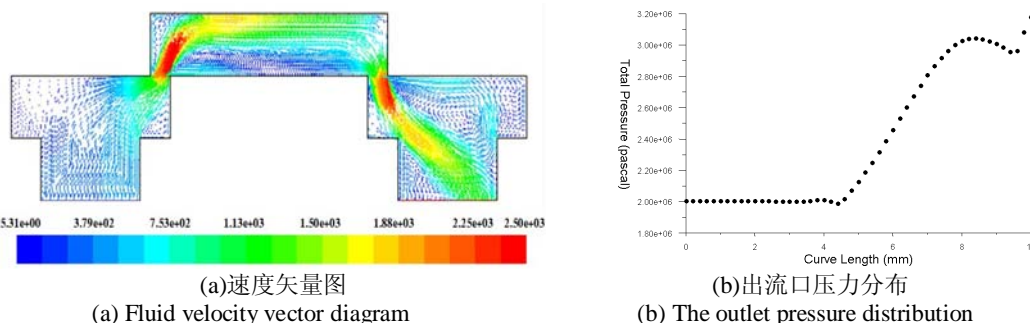 5.31e+00 3.79e+02 7.53e+02 1.13e+03 1.50e+03 1.88e+03 2.25e+03 2.50e+03
(a)速度矢量图
(a) Fluid velocity vector diagram
3.20e+06
3.00e+06
2.80e+06
2.60e+06
2.40e+06
2.20e+06
2.00e+06
1.80e+06
Total Pressure (pascal)
0 2 4 6 8
Curve Length (mm)
(b)出流口压力分布
(b) The outlet pressure distribution